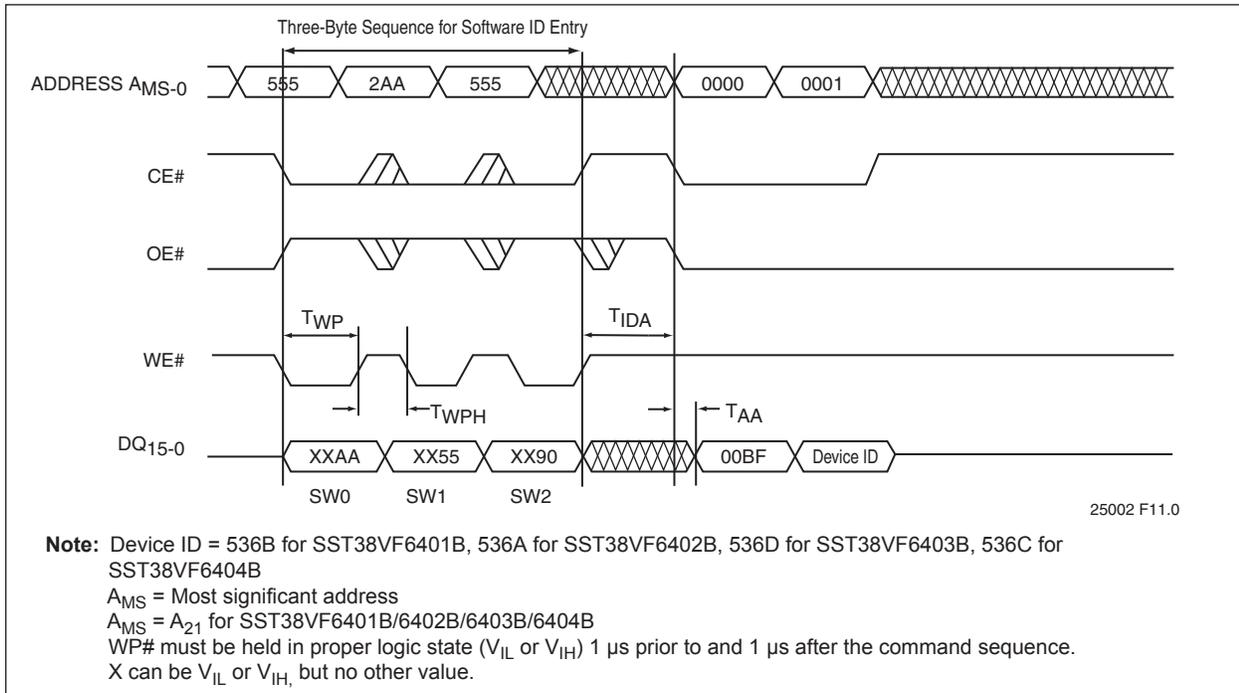 Three-Byte Sequence for Software ID Entry
ADDRESS AMS-0 555 2AA 555 0000 0001
CE#
OE#
TWP TIDA
WE#
TWPH TAA
DQ15-0 XXAA XX55 XX90 00BF Device ID
SW0 SW1 SW2
25002 F11.0
Note: Device ID = 536B for SST38VF6401B, 536A for SST38VF6402B, 536D for SST38VF6403B, 536C for
SST38VF6404B
AMS = Most significant address
AMS = A21 for SST38VF6401B/6402B/6403B/6404B
WP# must be held in proper logic state (VIL or VIH) 1 µs prior to and 1 µs after the command sequence.
X can be VIL or VIH, but no other value.